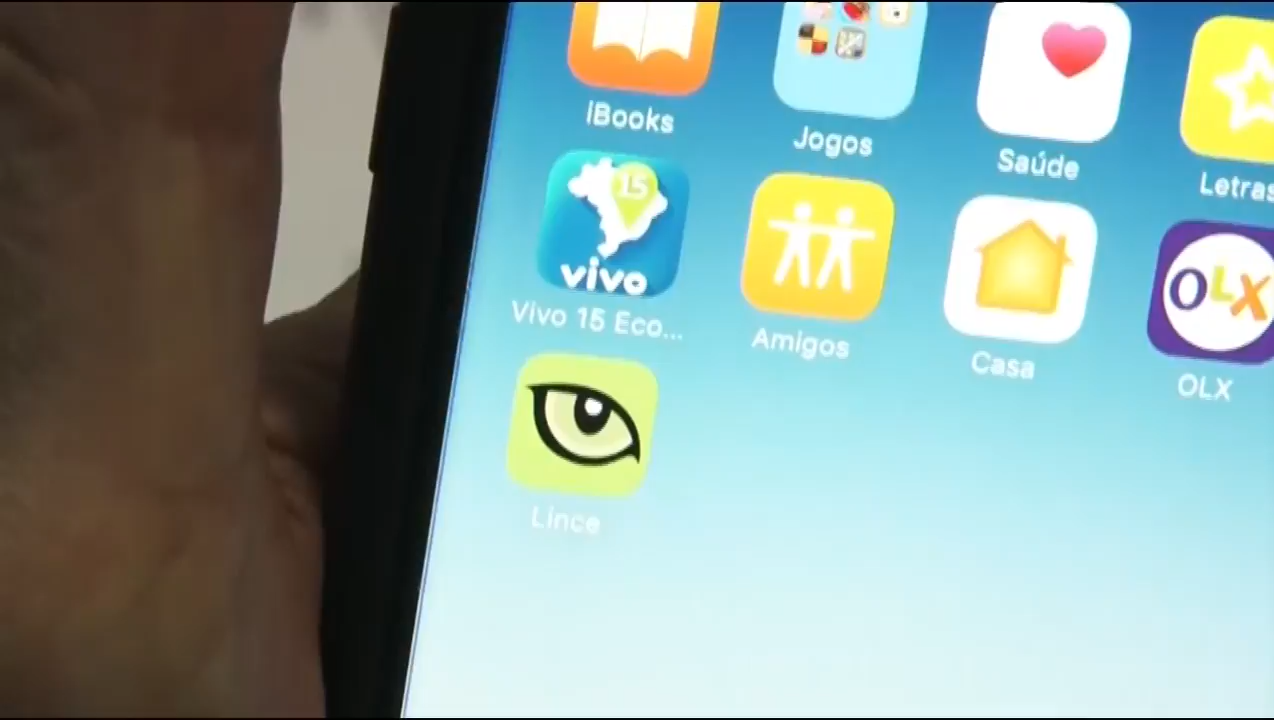 iBooks
Jogos
Saúde
Letras
15
vivo
OLX
Vivo 15 Eco...
Amigos
Casa
OLX
Lince